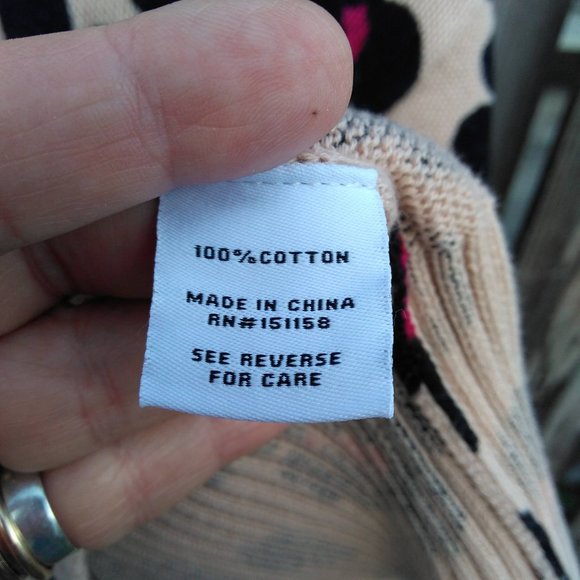 100%COTTON
MADE IN CHINA
RN#151158
SEE REVERSE
FOR CARE